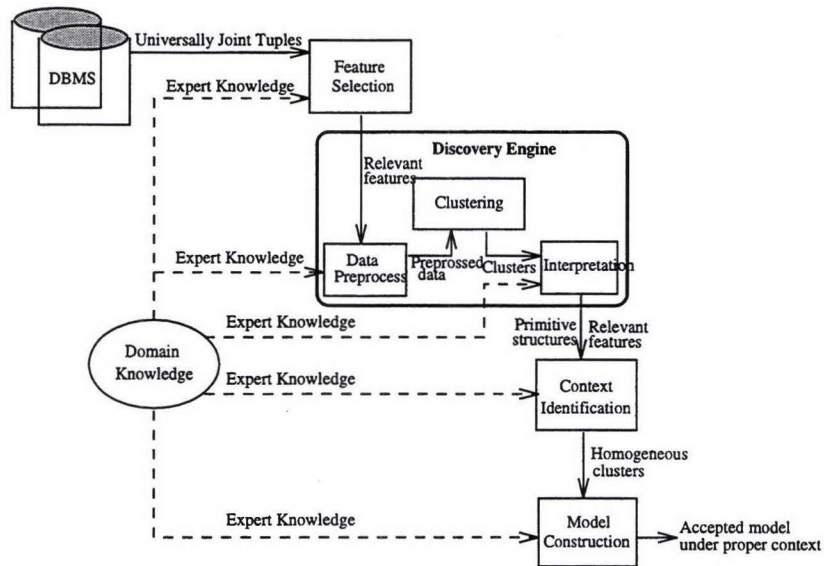 Universally Joint Tuples
DBMS
Feature
Selection
Expert Knowledge
Discovery Engine
Relevant
features
Clustering
Expert Knowledge
Data
Preprocess
Preprossed
data
Clusters
Interpretation
Expert Knowledge
Primitive
structures
Relevant
features
Domain
Knowledge
Expert Knowledge
Context
Identification
Homogeneous
clusters
Expert Knowledge
Model
Construction
Accepted model
under proper context